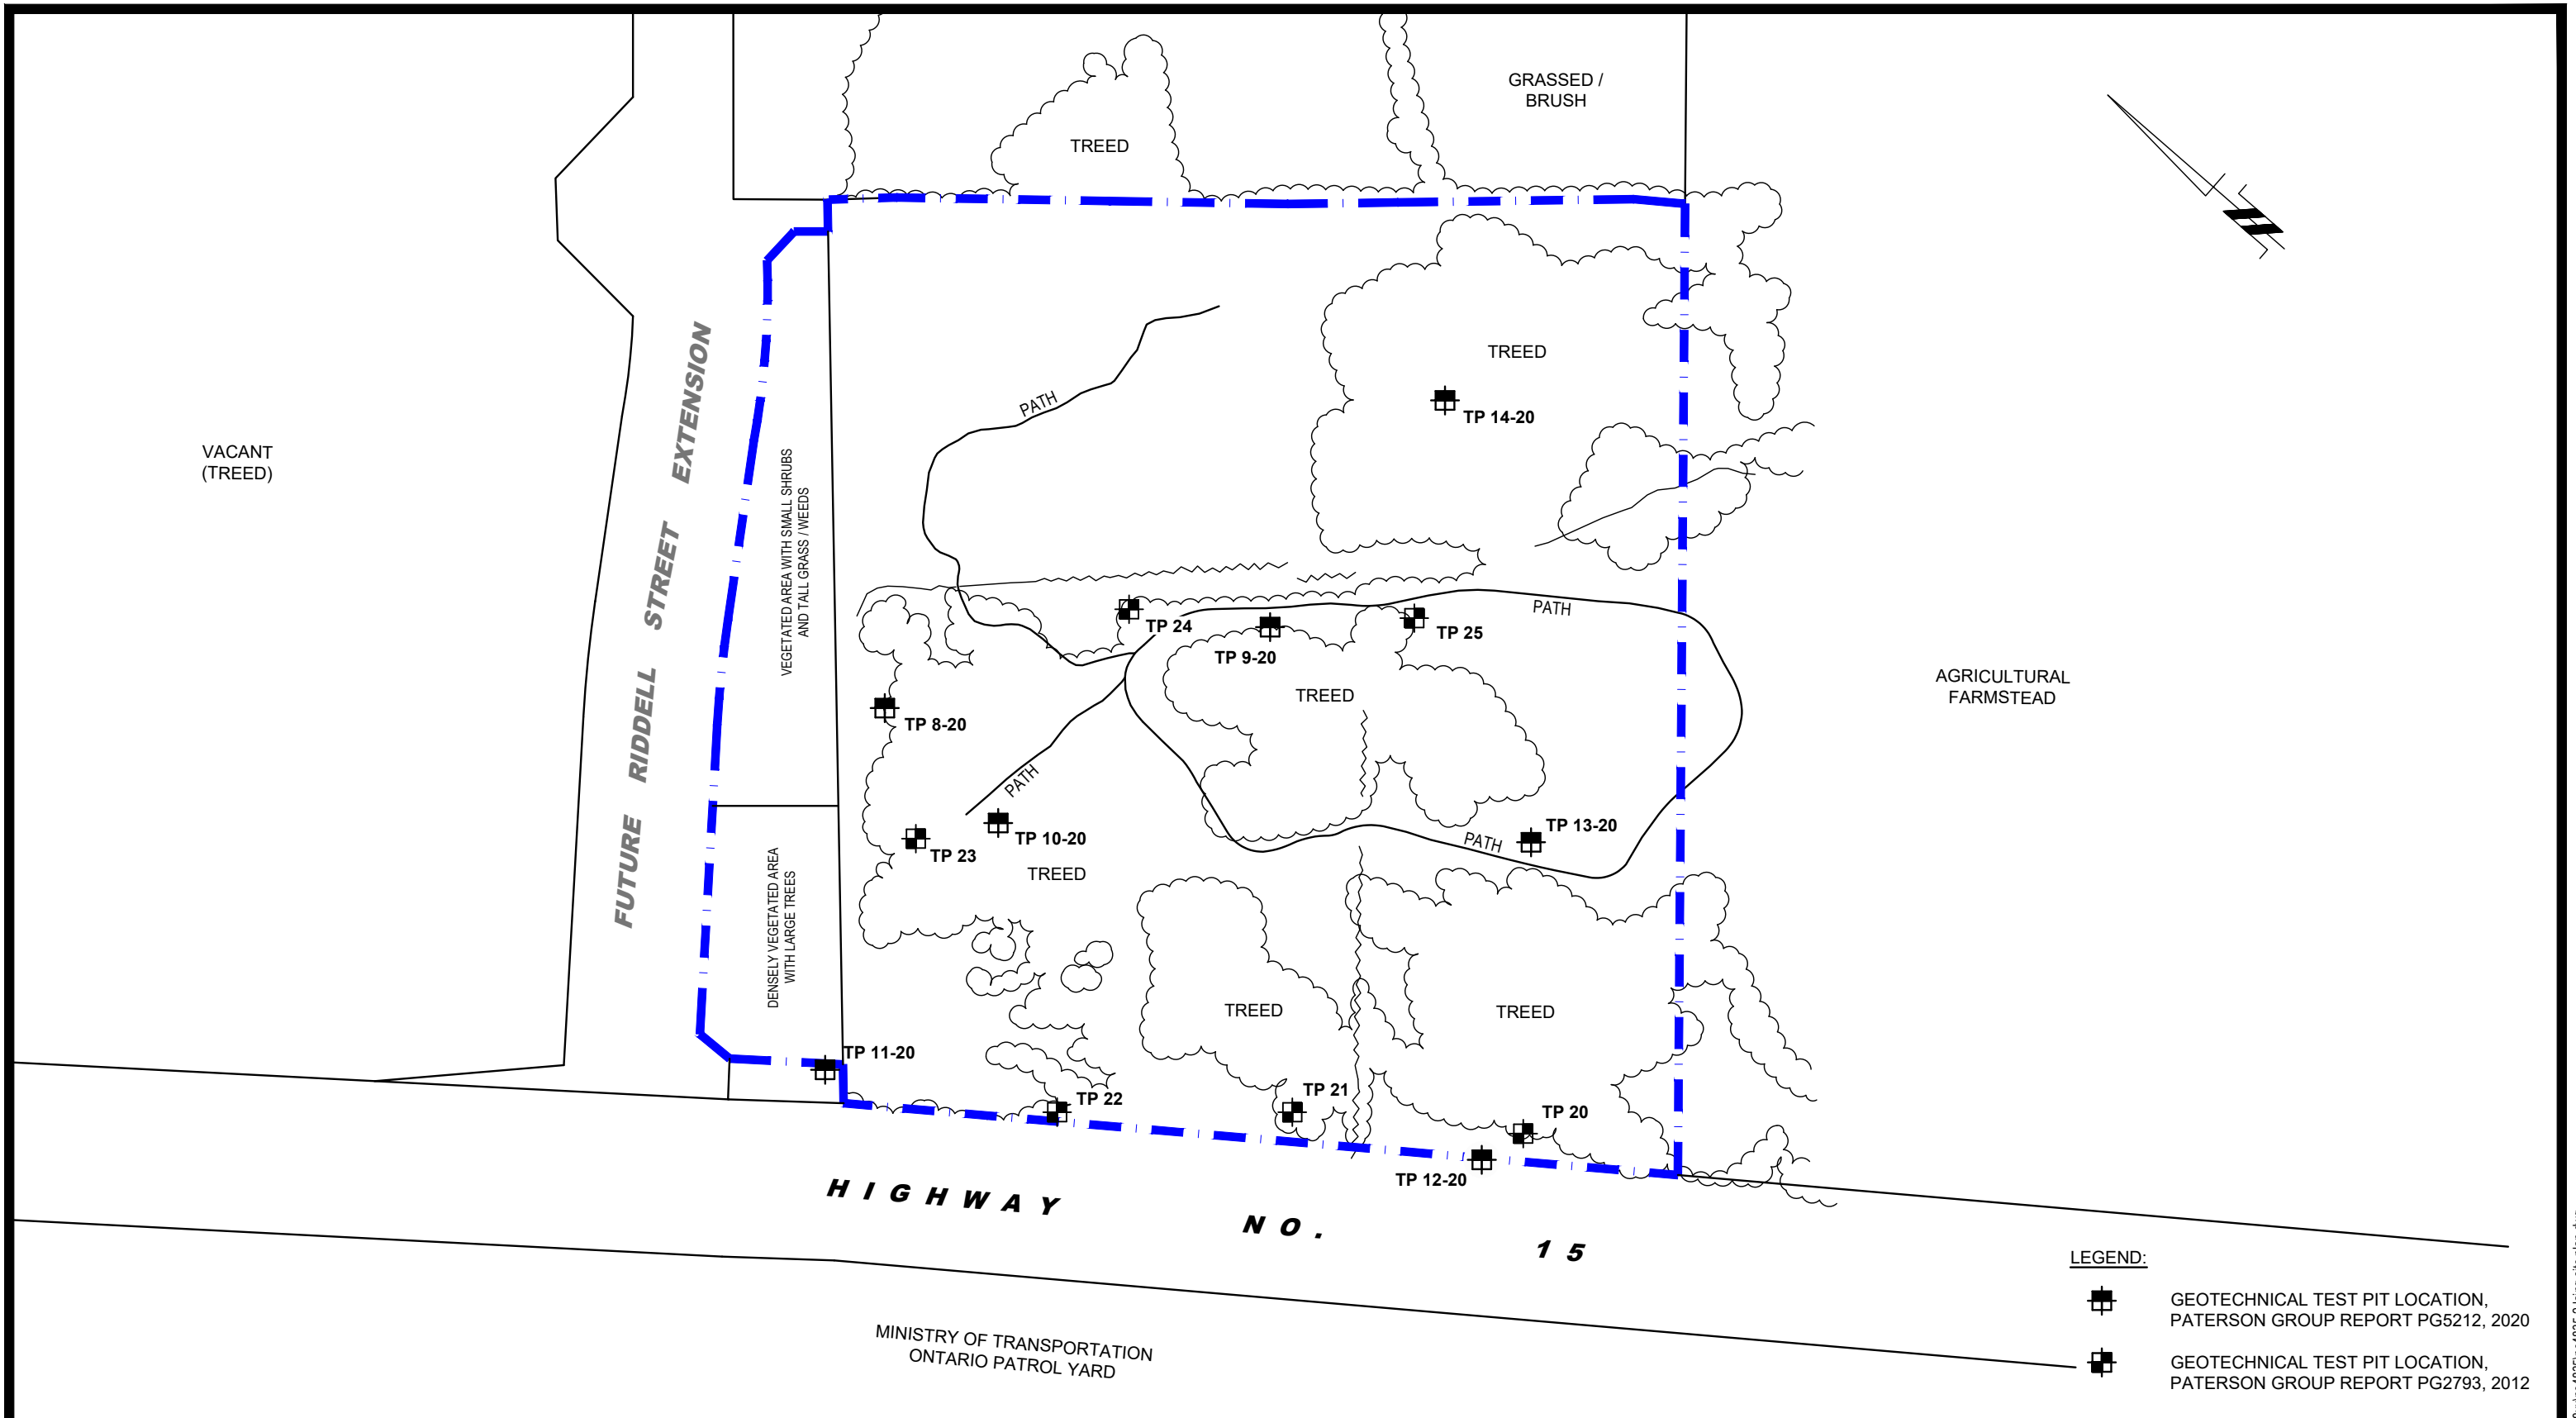 GRASSED /
BRUSH
TREED
TREED
PATH
TP 14-20
VACANT
(TREED)
FUTURE RIDDELL STREET EXTENSION
VEGETATED AREA WITH SMALL SHRUBS
AND TALL GRASS / WEEDS
PATH
TP 24
TP 9-20
TP 25
TREED
AGRICULTURAL
FARMSTEAD
TP 8-20
PATH
TP 10-20
TP 23
TREED
TP 13-20
PATH
DENSELY VEGETATED AREA
WITH LARGE TREES
TREED
TREED
TP 11-20
TP 22
TP 21
TP 20
TP 12-20
HIGHWAY NO. 15
LEGEND:
GEOTECHNICAL TEST PIT LOCATION,
PATERSON GROUP REPORT PG5212, 2020
GEOTECHNICAL TEST PIT LOCATION,
PATERSON GROUP REPORT PG2793, 2012
MINISTRY OF TRANSPORTATION
ONTARIO PATROL YARD